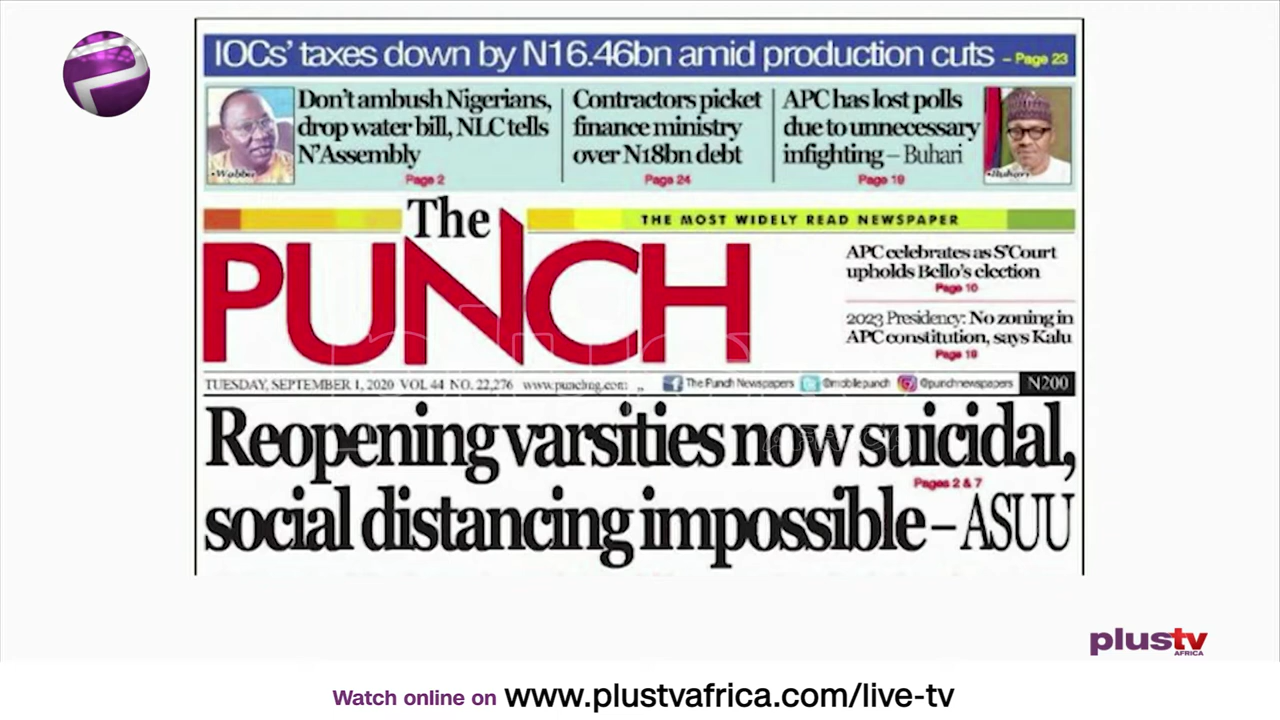 IOCs' taxes down by N16.46bn amid production cuts – Page 23
Don't ambush Nigerians,
drop water bill, NLC tells
N'Assembly
Page 2
•Wabba
Contractors picket
finance ministry
over N18bn debt
Page 24
APC has lost polls
due to unnecessary
infighting – Buhari
Page 19
•Buhari
THE MOST WIDELY READ NEWSPAPER
The
PUNCH
APC celebrates as S'Court
upholds Bello's election
Page 10
2023 Presidency: No zoning in
APC constitution, says Kalu
Page 19
TUESDAY, SEPTEMBER 1, 2020 VOL 44 NO. 22,276 www.punchng.com The Punch Newspapers @mobilepunch @punchnewspapers N200
Reopening varsities now suicidal,
Pages 2 & 7
social distancing impossible – ASUU
plustv
AFRICA
Watch online on www.plustvafrica.com/live-tv